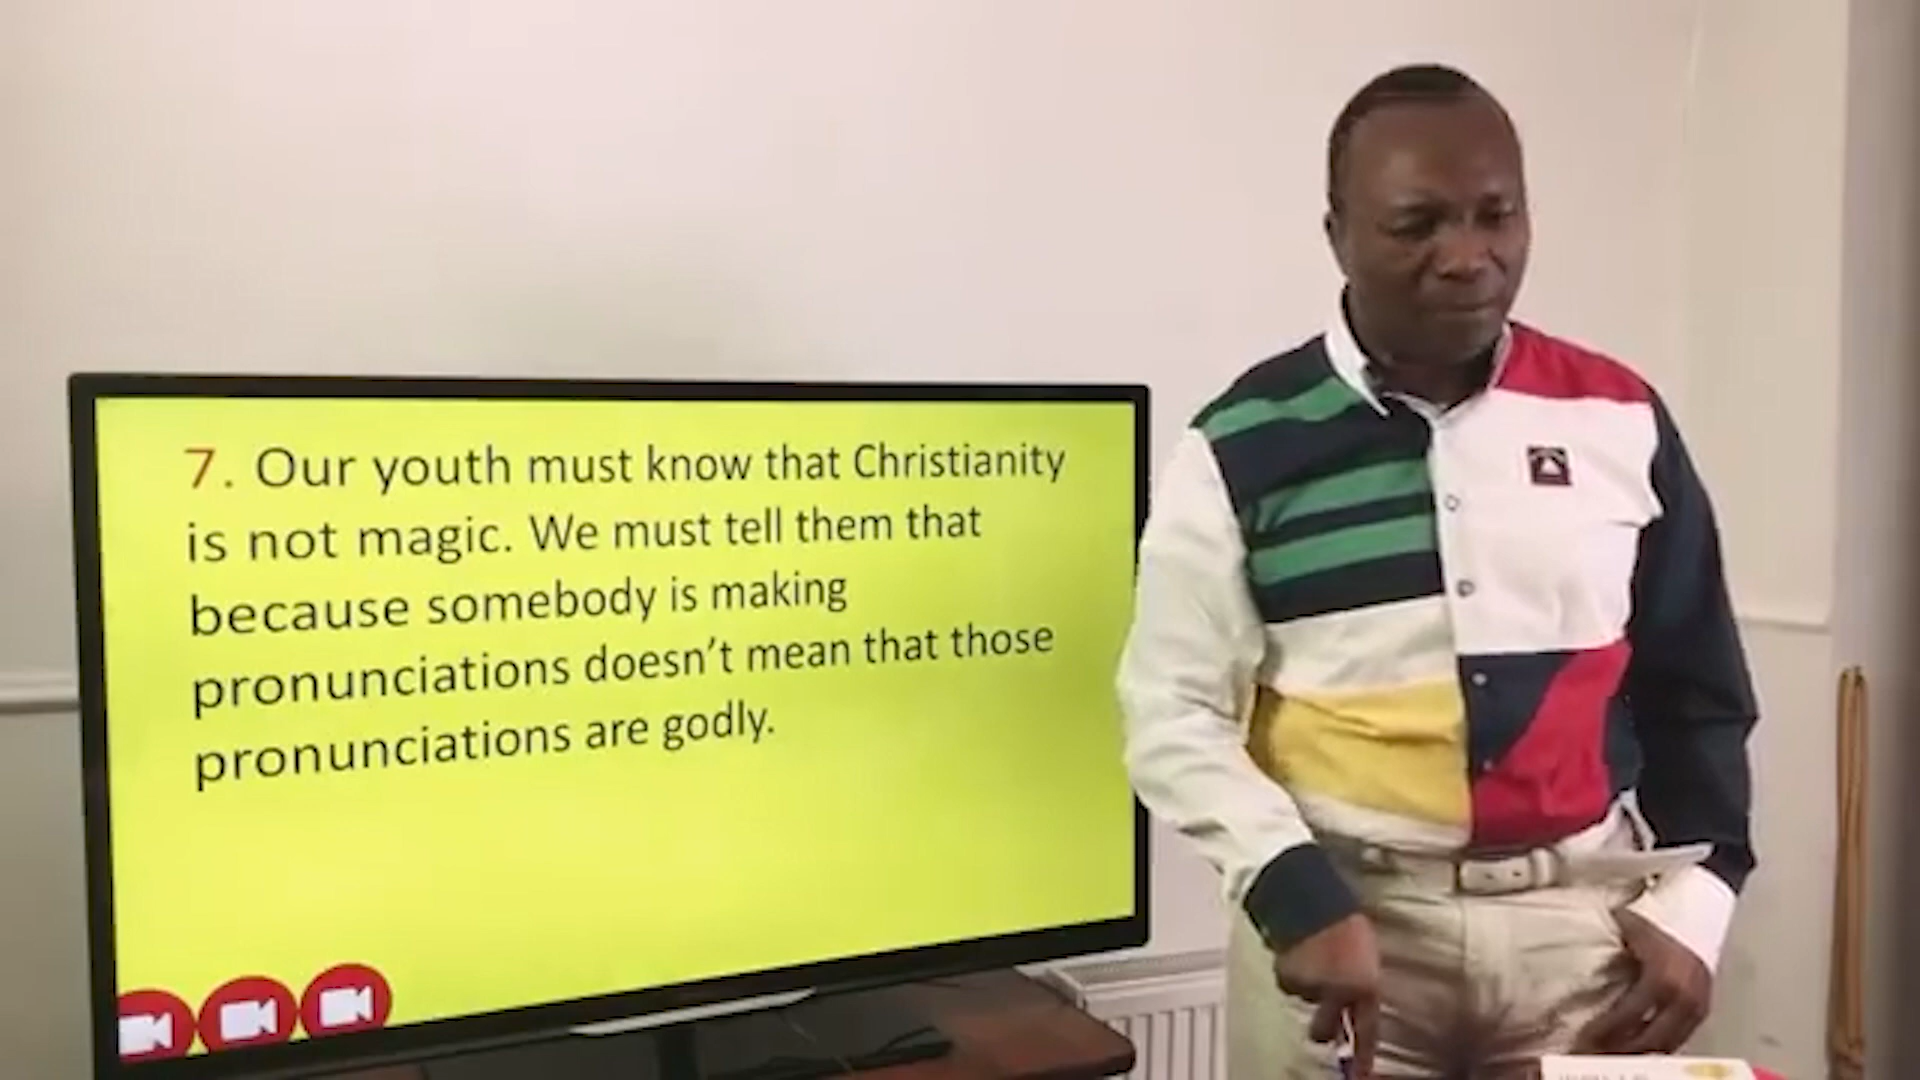 7. Our youth must know that Christianity
is not magic. We must tell them that
because somebody is making
pronunciations doesn't mean that those
pronunciations are godly.